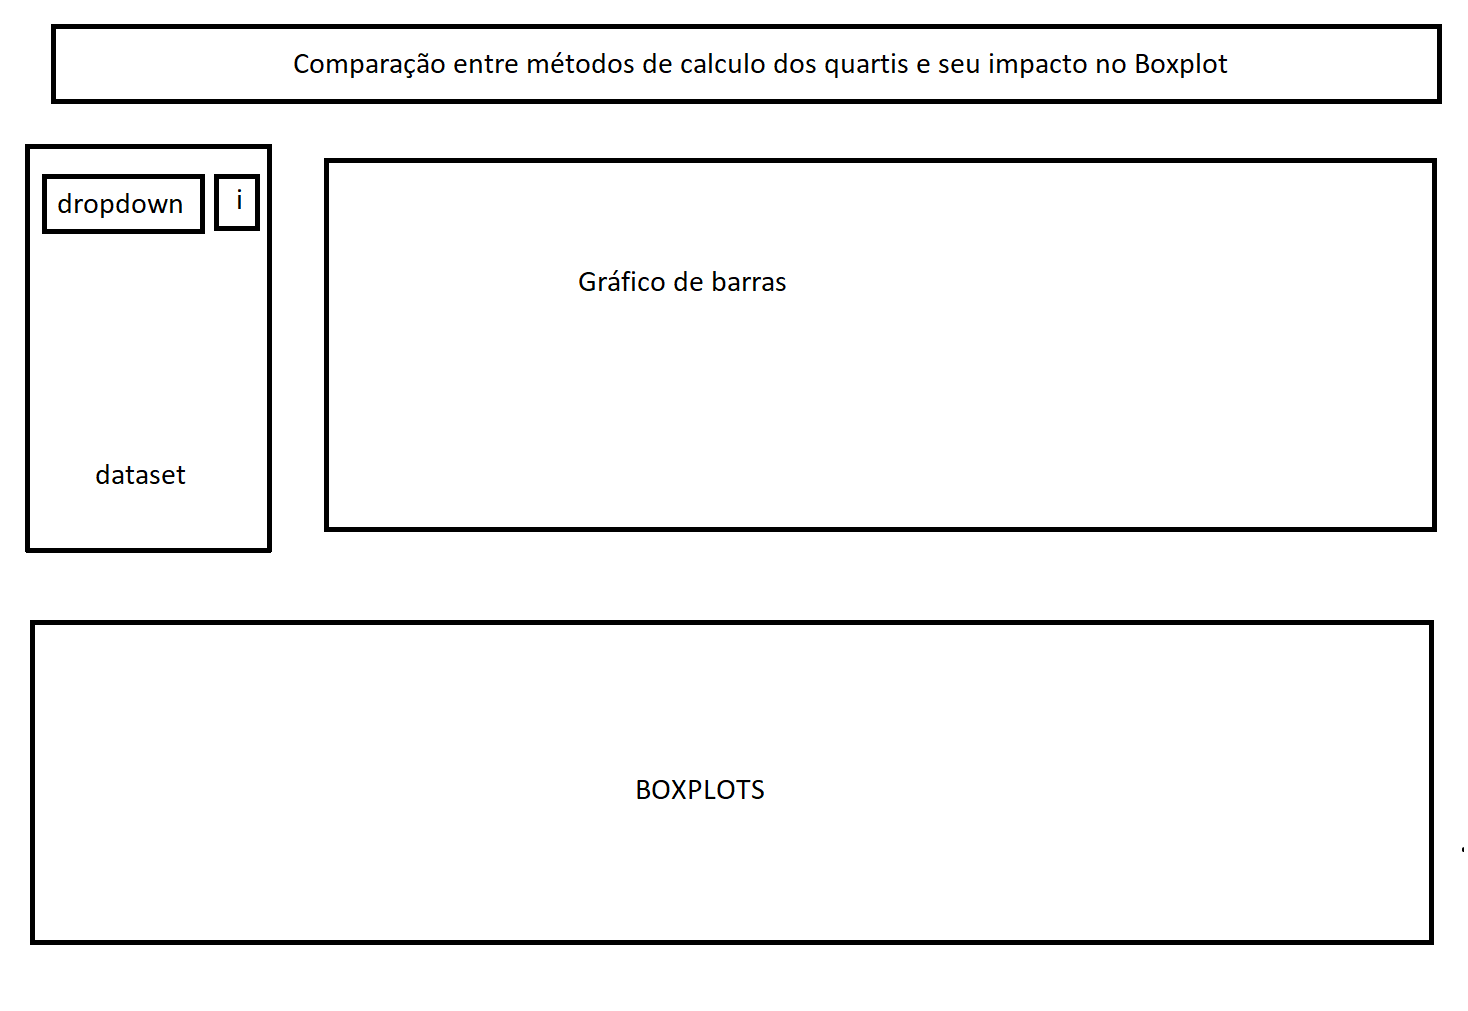 Comparação entre métodos de calculo dos quartis e seu impacto no Boxplot
dropdown
i
Gráfico de barras
dataset
BOXPLOTS